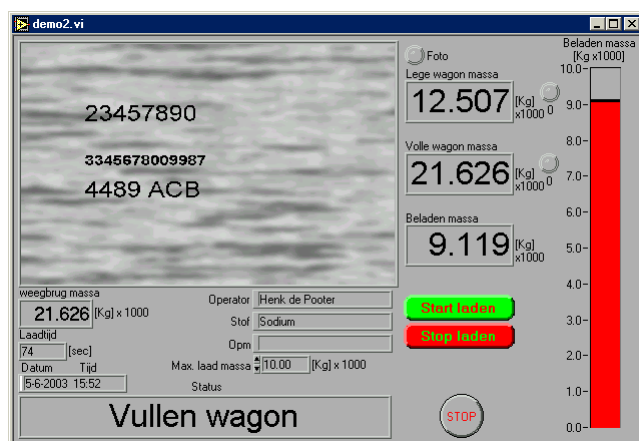 demo2.vi
23457890
3345678009987
4489 ACB
Foto
Lege wagon massa
12.507 [Kg] x1000 0
Volle wagon massa
21.626 [Kg] x1000 0
Beladen massa
9.119 [Kg] x1000
Beladen massa
[Kg x1000]
10.0
9.0
8.0
7.0
6.0
5.0
4.0
3.0
2.0
1.0
0.0
weegbrug massa
21.626 [Kg] x 1000
Laadtijd
74 [sec]
Datum Tijd
5-6-2003 15:52
Operator Henk de Pooter
Stof Sodium
Opm
Max. laad massa 10.00 [Kg] x 1000
Status
Vullen wagon
Start laden
Stop laden
STOP